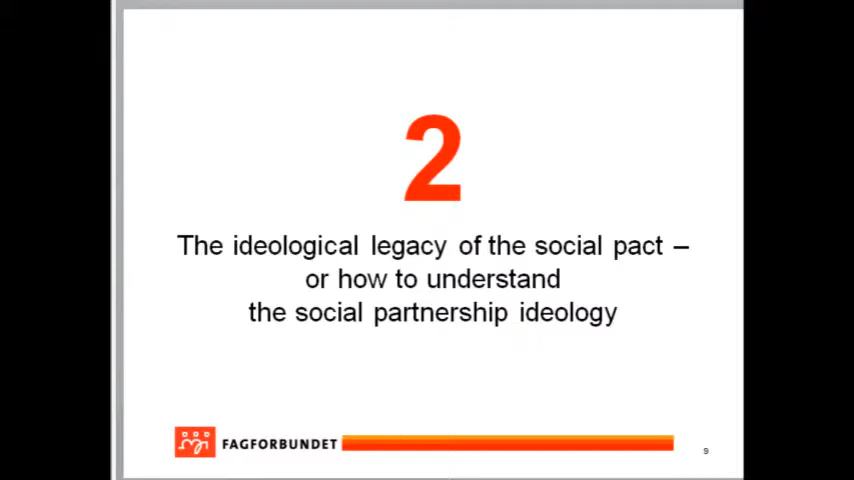 2
The ideological legacy of the social pact –
or how to understand
the social partnership ideology
FAGFORBUNDET
9